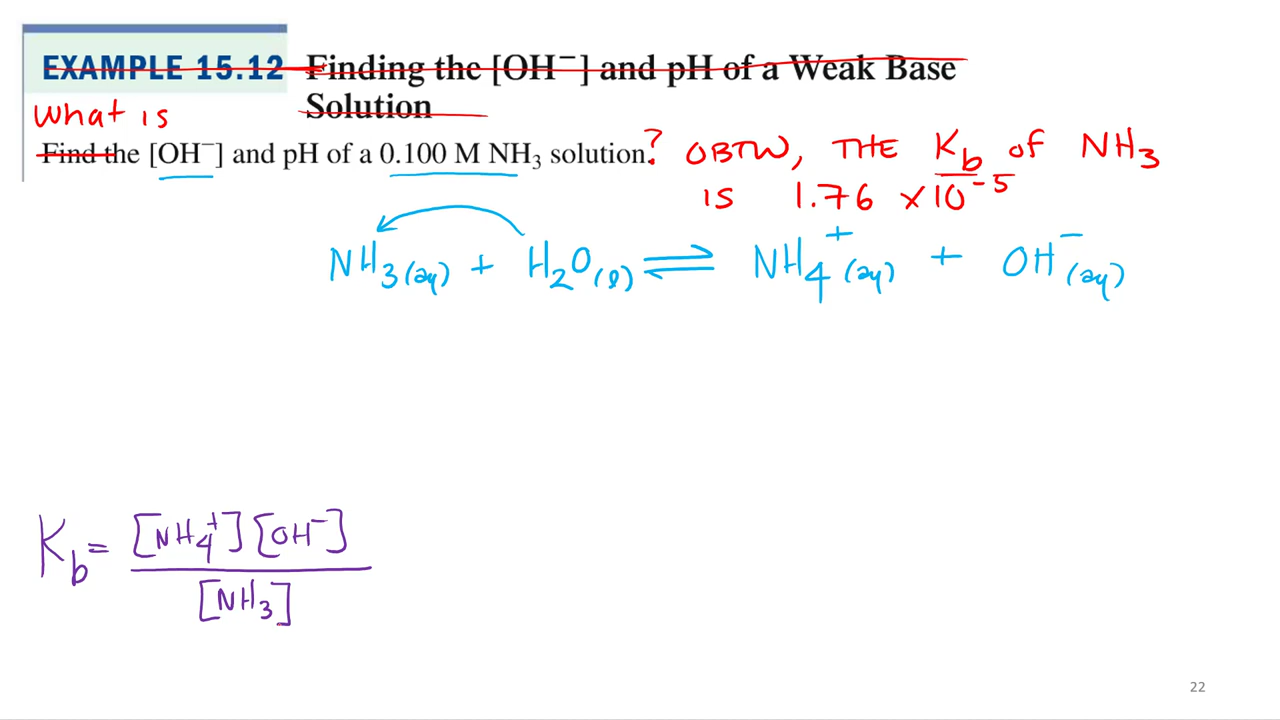 EXAMPLE 15.12 Finding the [OH⁻] and pH of a Weak Base
Solution
What is
Find the [OH⁻] and pH of a 0.100 M NH₃ solution.? OBTW, THE K_b of NH₃
is 1.76 × 10⁻⁵
NH₃(aq) + H₂O(l) ⇌ NH₄⁺(aq) + OH⁻(aq)
K_b = [NH₄⁺][OH⁻]
[NH₃]
22